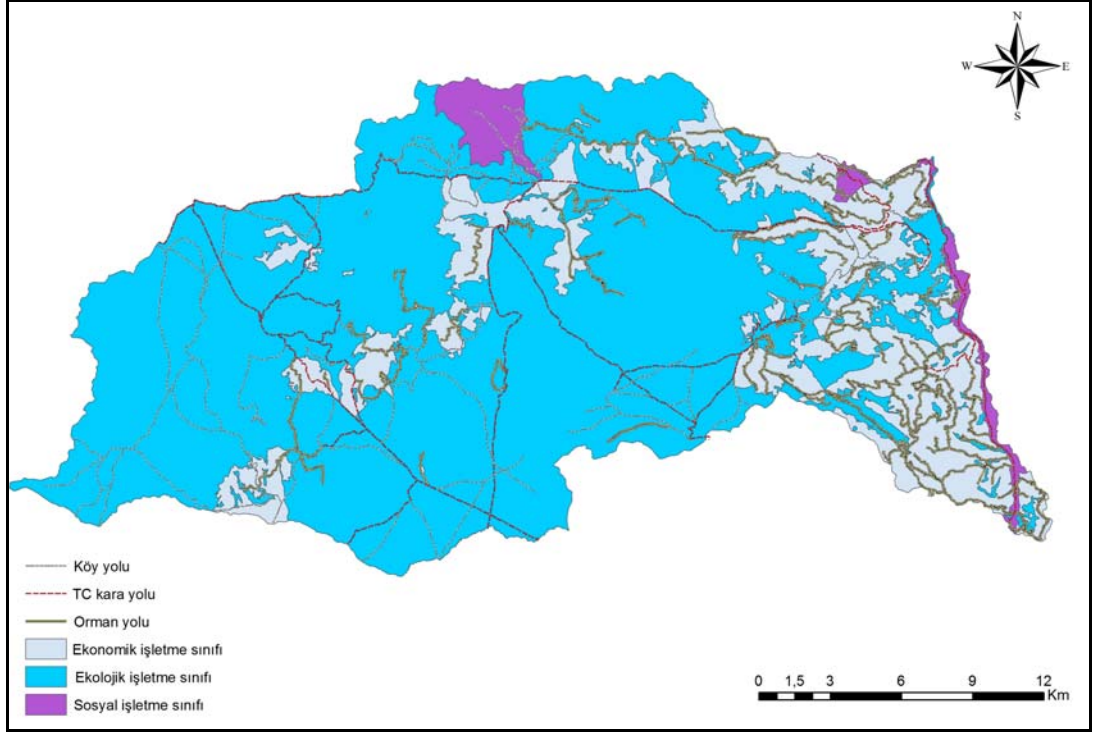 N
W E
S
Köy yolu
TC kara yolu
Orman yolu
Ekonomik işletme sınıfı
Ekolojik işletme sınıfı
Sosyal işletme sınıfı
0 1,5 3 6 9 12
Km